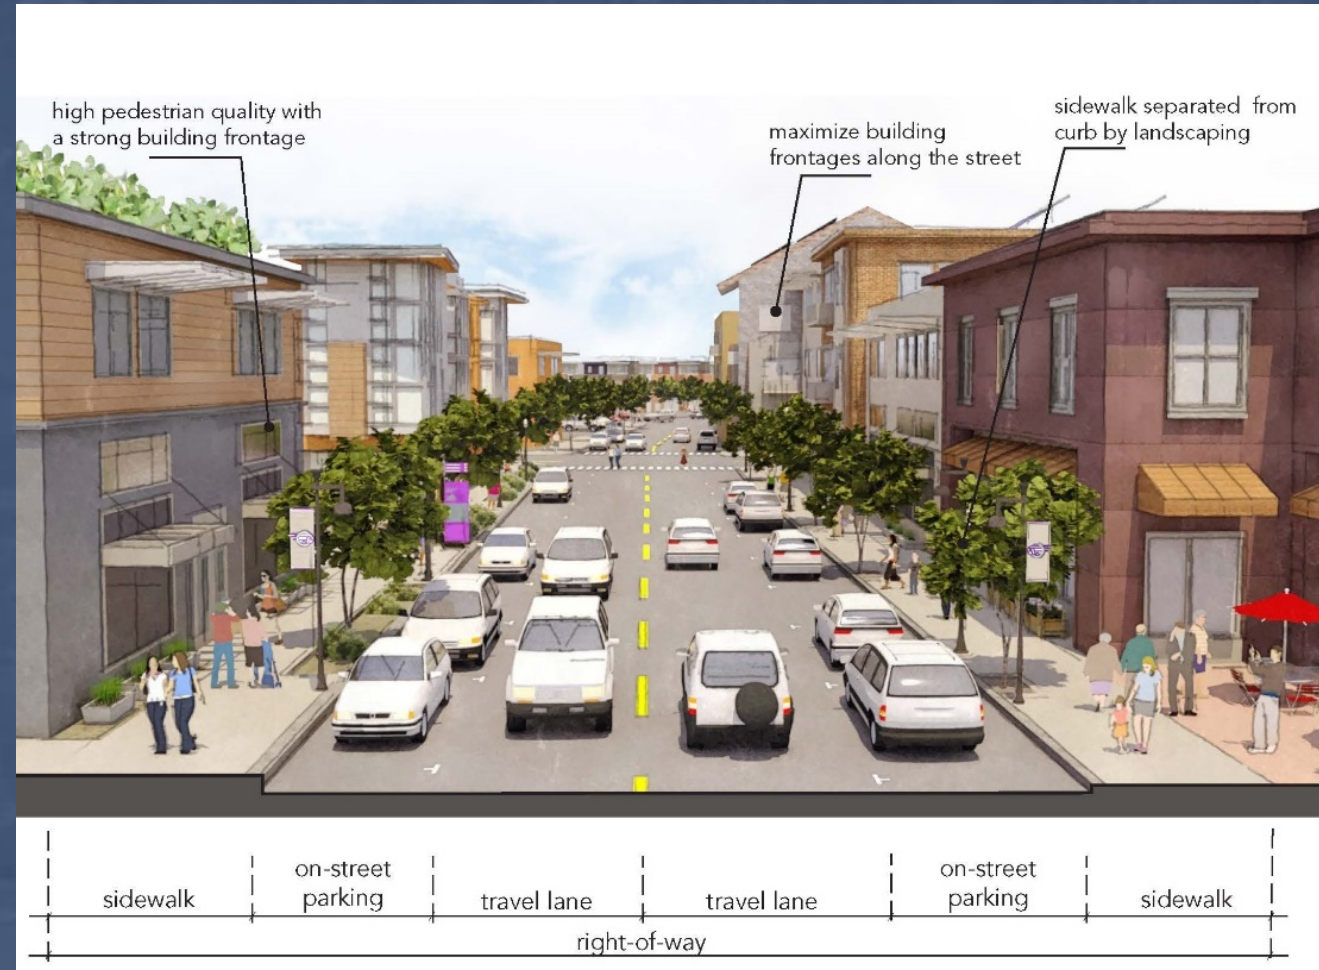 high pedestrian quality with
a strong building frontage
maximize building
frontages along the street
sidewalk separated from
curb by landscaping
sidewalk
on-street
parking
travel lane
travel lane
on-street
parking
sidewalk
right-of-way